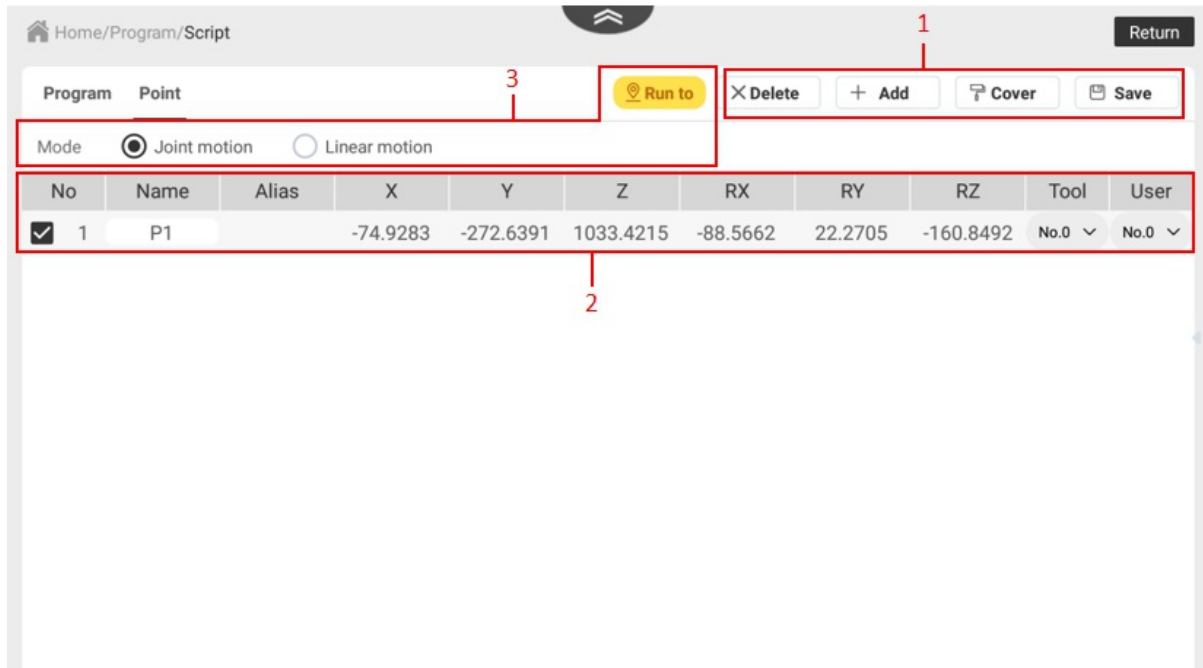 Home/Program/Script
1
Return
Program Point
3
Run to
Delete
Add
Cover
Save
Mode Joint motion Linear motion
No Name Alias X Y Z RX RY RZ Tool User
1 P1 -74.9283 -272.6391 1033.4215 -88.5662 22.2705 -160.8492 No.0 No.0
2